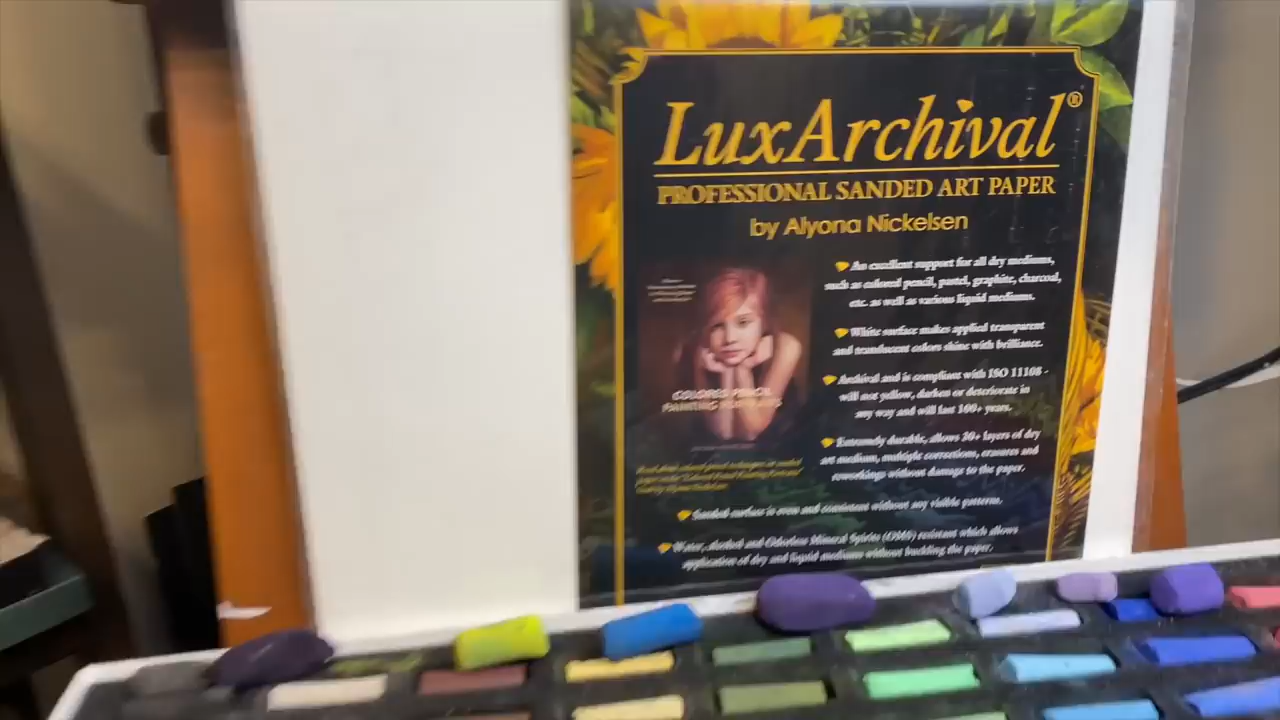 LuxArchival®
PROFESSIONAL SANDED ART PAPER
by Alyona Nickelsen
An excellent support for all dry mediums,
such as colored pencil, pastel, graphite, charcoal,
etc. as well as various liquid mediums.
White surface makes applied transparent
and translucent colors shine with brilliance.
Archival and is compliant with ISO 11108 -
will not yellow, darken or deteriorate in
any way and will last 100+ years.
Extremely durable, allows 30+ layers of dry
art medium, multiple corrections, erasures and
reworkings without damage to the paper.
COLORED PENCIL
PAINTING
Sanded surface is even and consistent without any visible patterns.
Water, alcohol and Odorless Mineral Spirits (OMS) resistant which allows
application of dry and liquid mediums without buckling the paper.